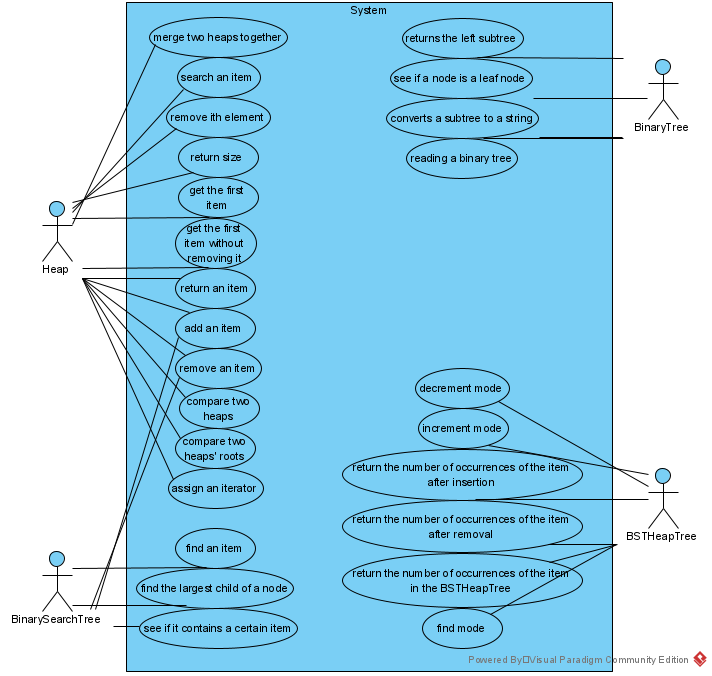 System
merge two heaps together
search an item
remove ith element
return size
get the first
item
get the first
item without
removing it
return an item
add an item
remove an item
compare two
heaps
compare two
heaps' roots
assign an iterator
find an item
find the largest child of a node
see if it contains a certain item
Heap
BinarySearchTree
returns the left subtree
see if a node is a leaf node
converts a subtree to a string
reading a binary tree
BinaryTree
decrement mode
increment mode
return the number of occurrences of the item
after insertion
return the number of occurrences of the item
after removal
return the number of occurrences of the item
in the BSTHeapTree
find mode
BSTHeapTree
Powered By Visual Paradigm Community Edition